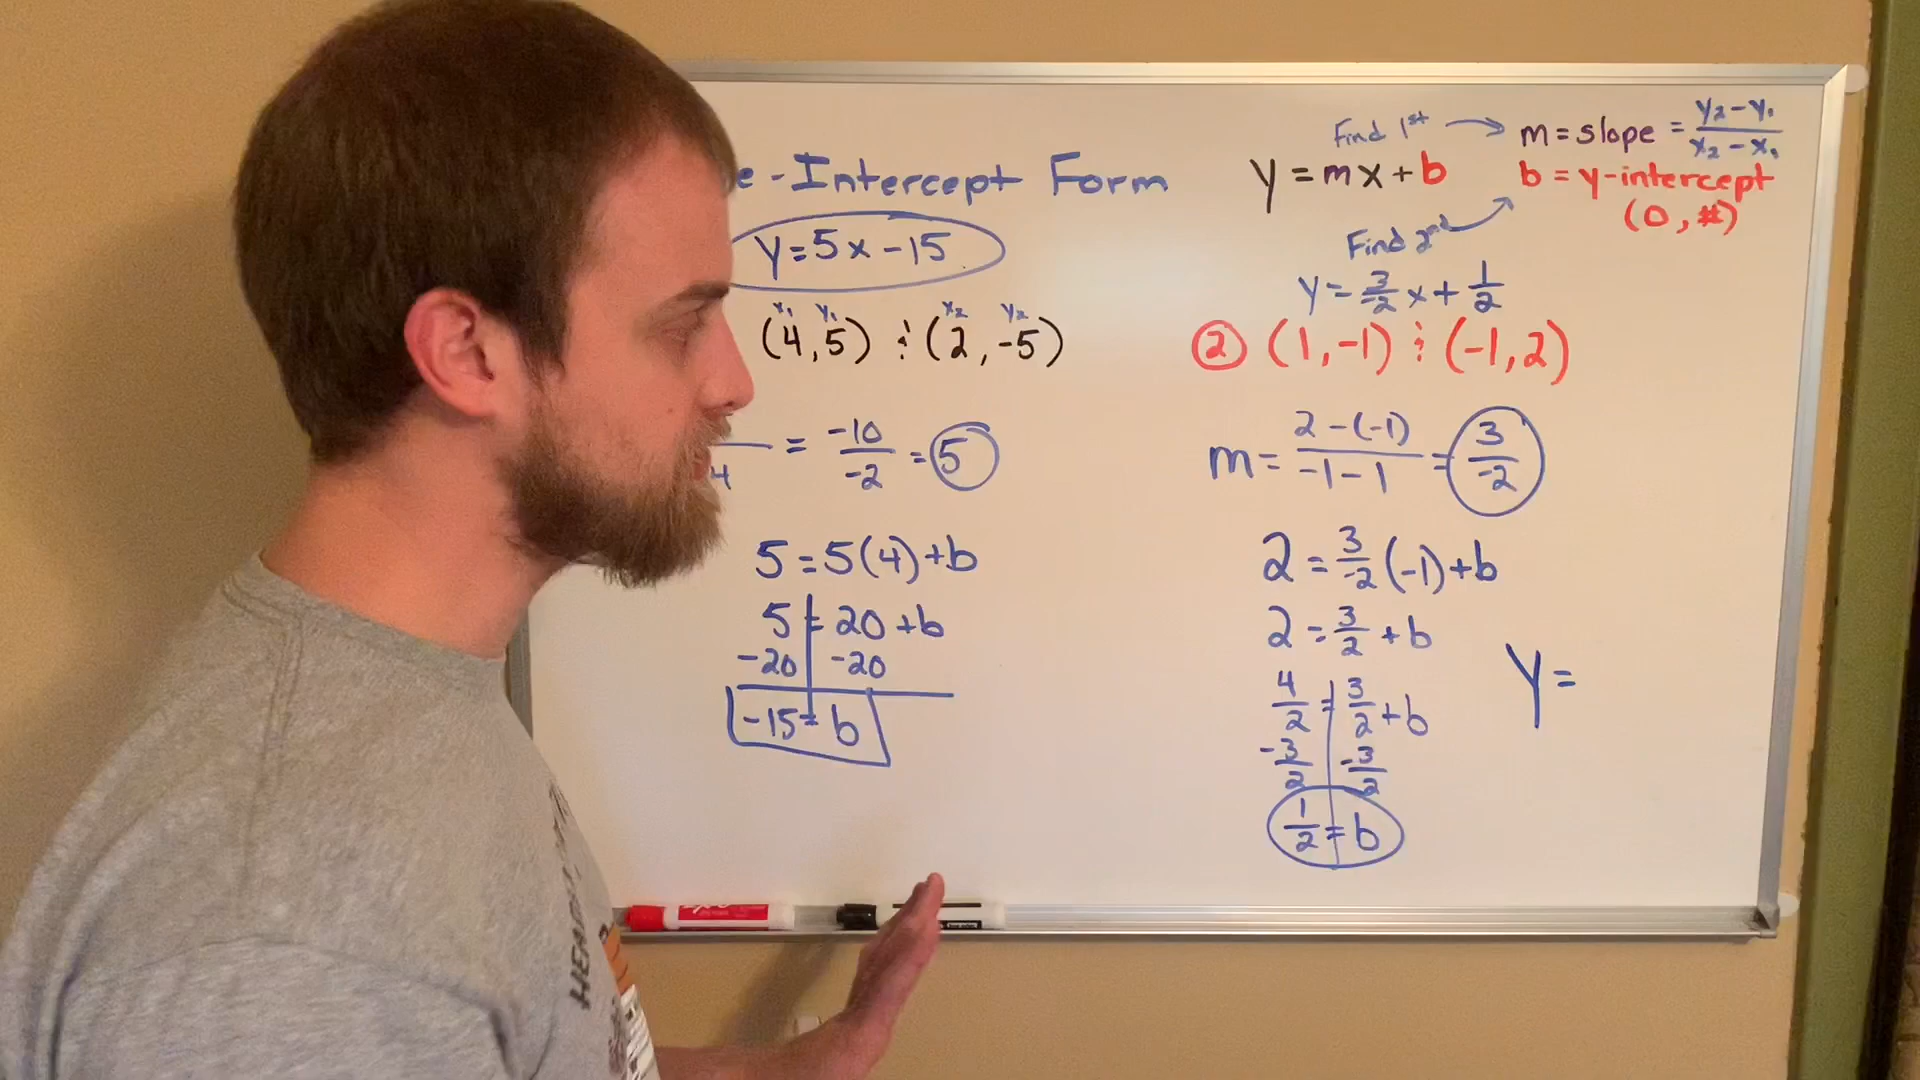 e-Intercept Form
y=5x-15
x₁ y₁ x₂ y₂
(4,5) & (2,-5)
4 = -10/-2 = 5
5=5(4)+b
5=20+b
-20 -20
-15=b
Find 1st → m=slope = y₂-y₁/x₂-x₁
y=mx+b
b=y-intercept
(0,#)
Find 2nd
y=3/-2x+1/2
② (1,-1) & (-1,2)
m=2-(-1)/-1-1=3/-2
2=3/-2(-1)+b
2=3/2+b
4/2=3/2+b
-3/2 -3/2
1/2=b
Y=